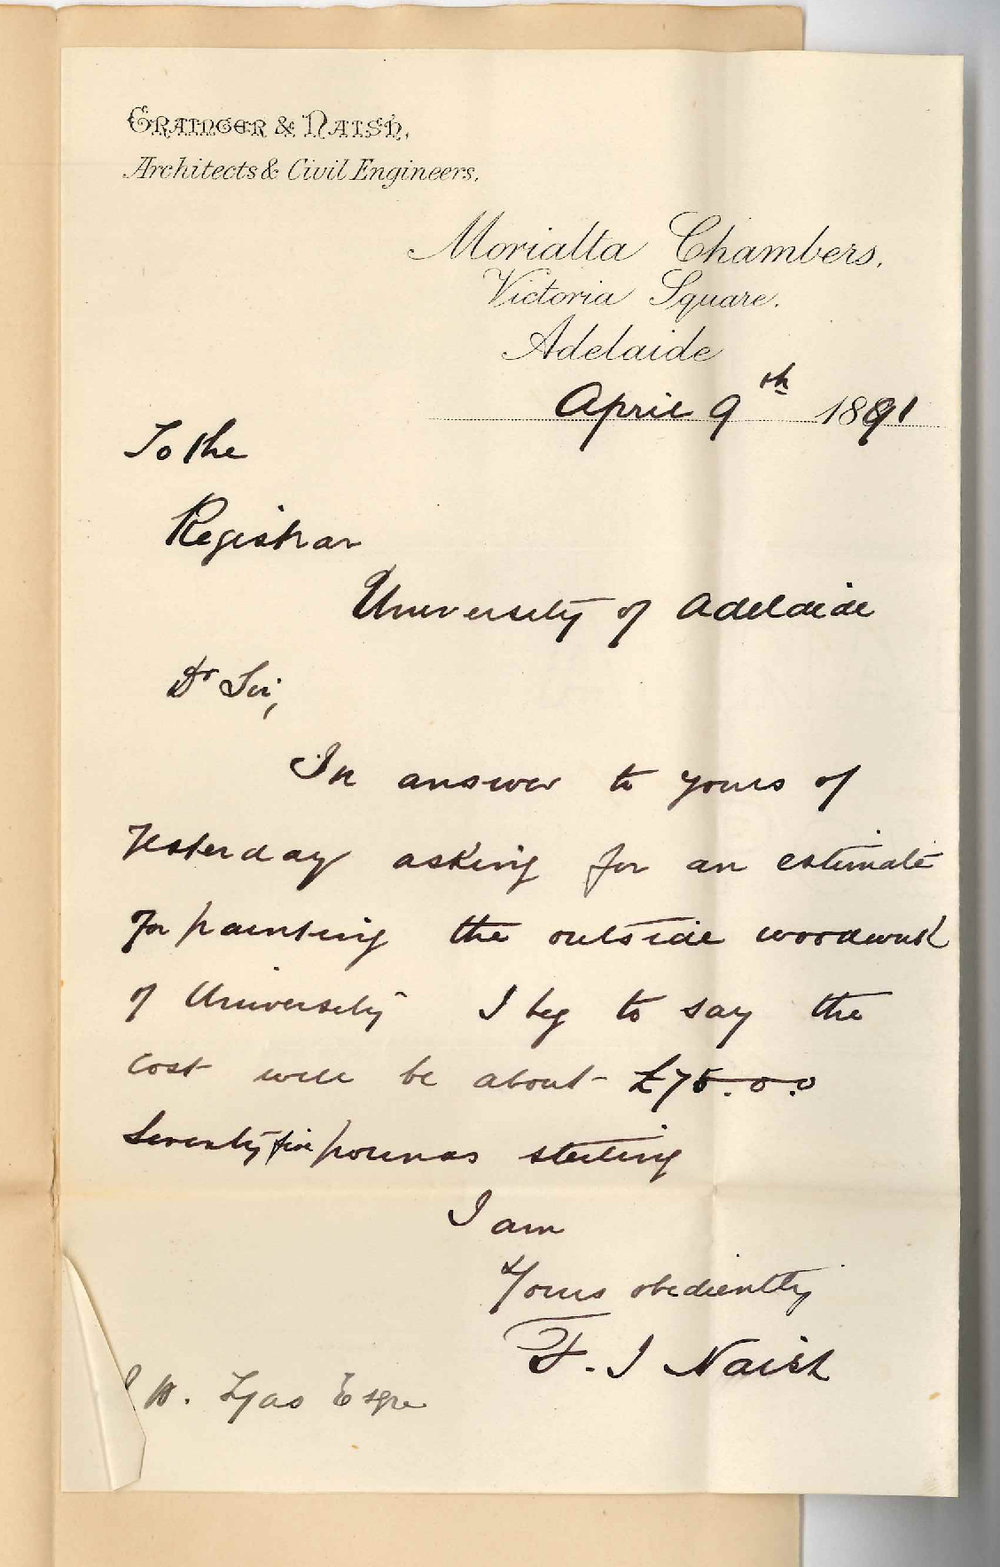 Grainger & Naish.
Architects & Civil Engineers.
Morialta Chambers.
Victoria Square.
Adelaide
April 9th 1891
To the
Registrar
University of Adelaide
Dr Sir,
In answer to yours of
yesterday asking for an estimate
for painting the outside woodwork
of University I beg to say the
cost will be about £75.0.0
Seventy five pounds sterling
I am
Yours obediently
F. J Naish
W. Tyas Esqre